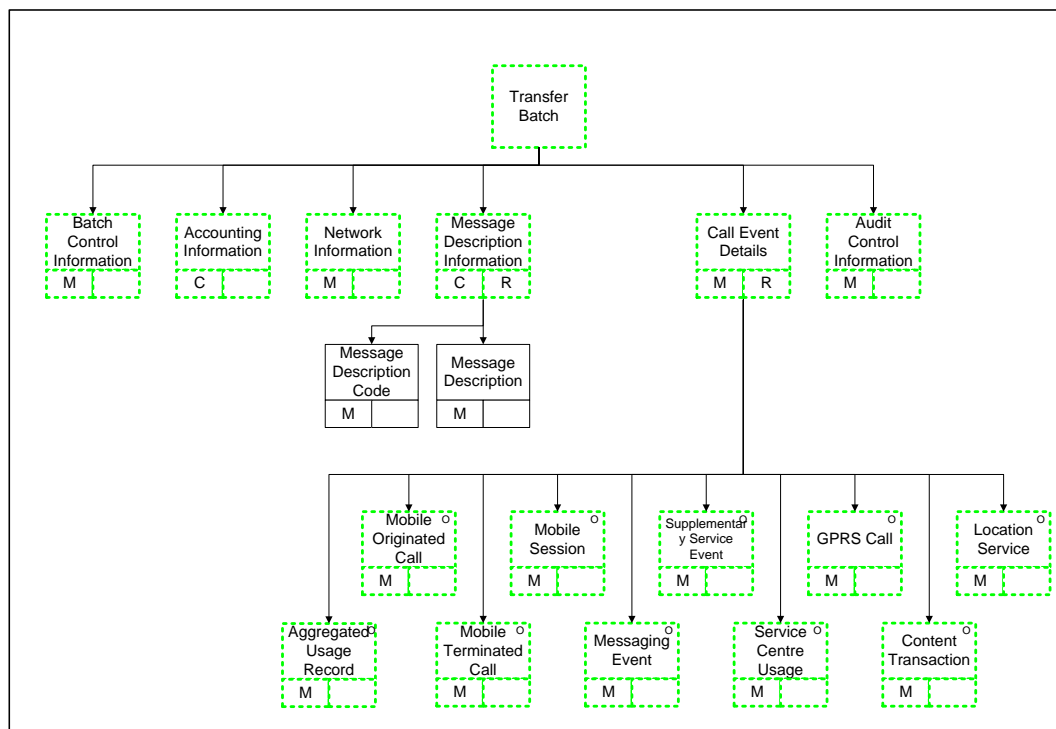 Transfer
Batch
Batch
Control
Information
M
Accounting
Information
C
Network
Information
M
Message
Description
Information
C R
Call Event
Details
M R
Audit
Control
Information
M
Message
Description
Code
M
Message
Description
M
Mobile
Originated
Call
O
M
Mobile
Session
O
M
Supplementar
y Service
Event
O
M
GPRS Call
O
M
Location
Service
O
M
Aggregated
Usage
Record
O
M
Mobile
Terminated
Call
O
M
Messaging
Event
O
M
Service
Centre
Usage
O
M
Content
Transaction
O
M